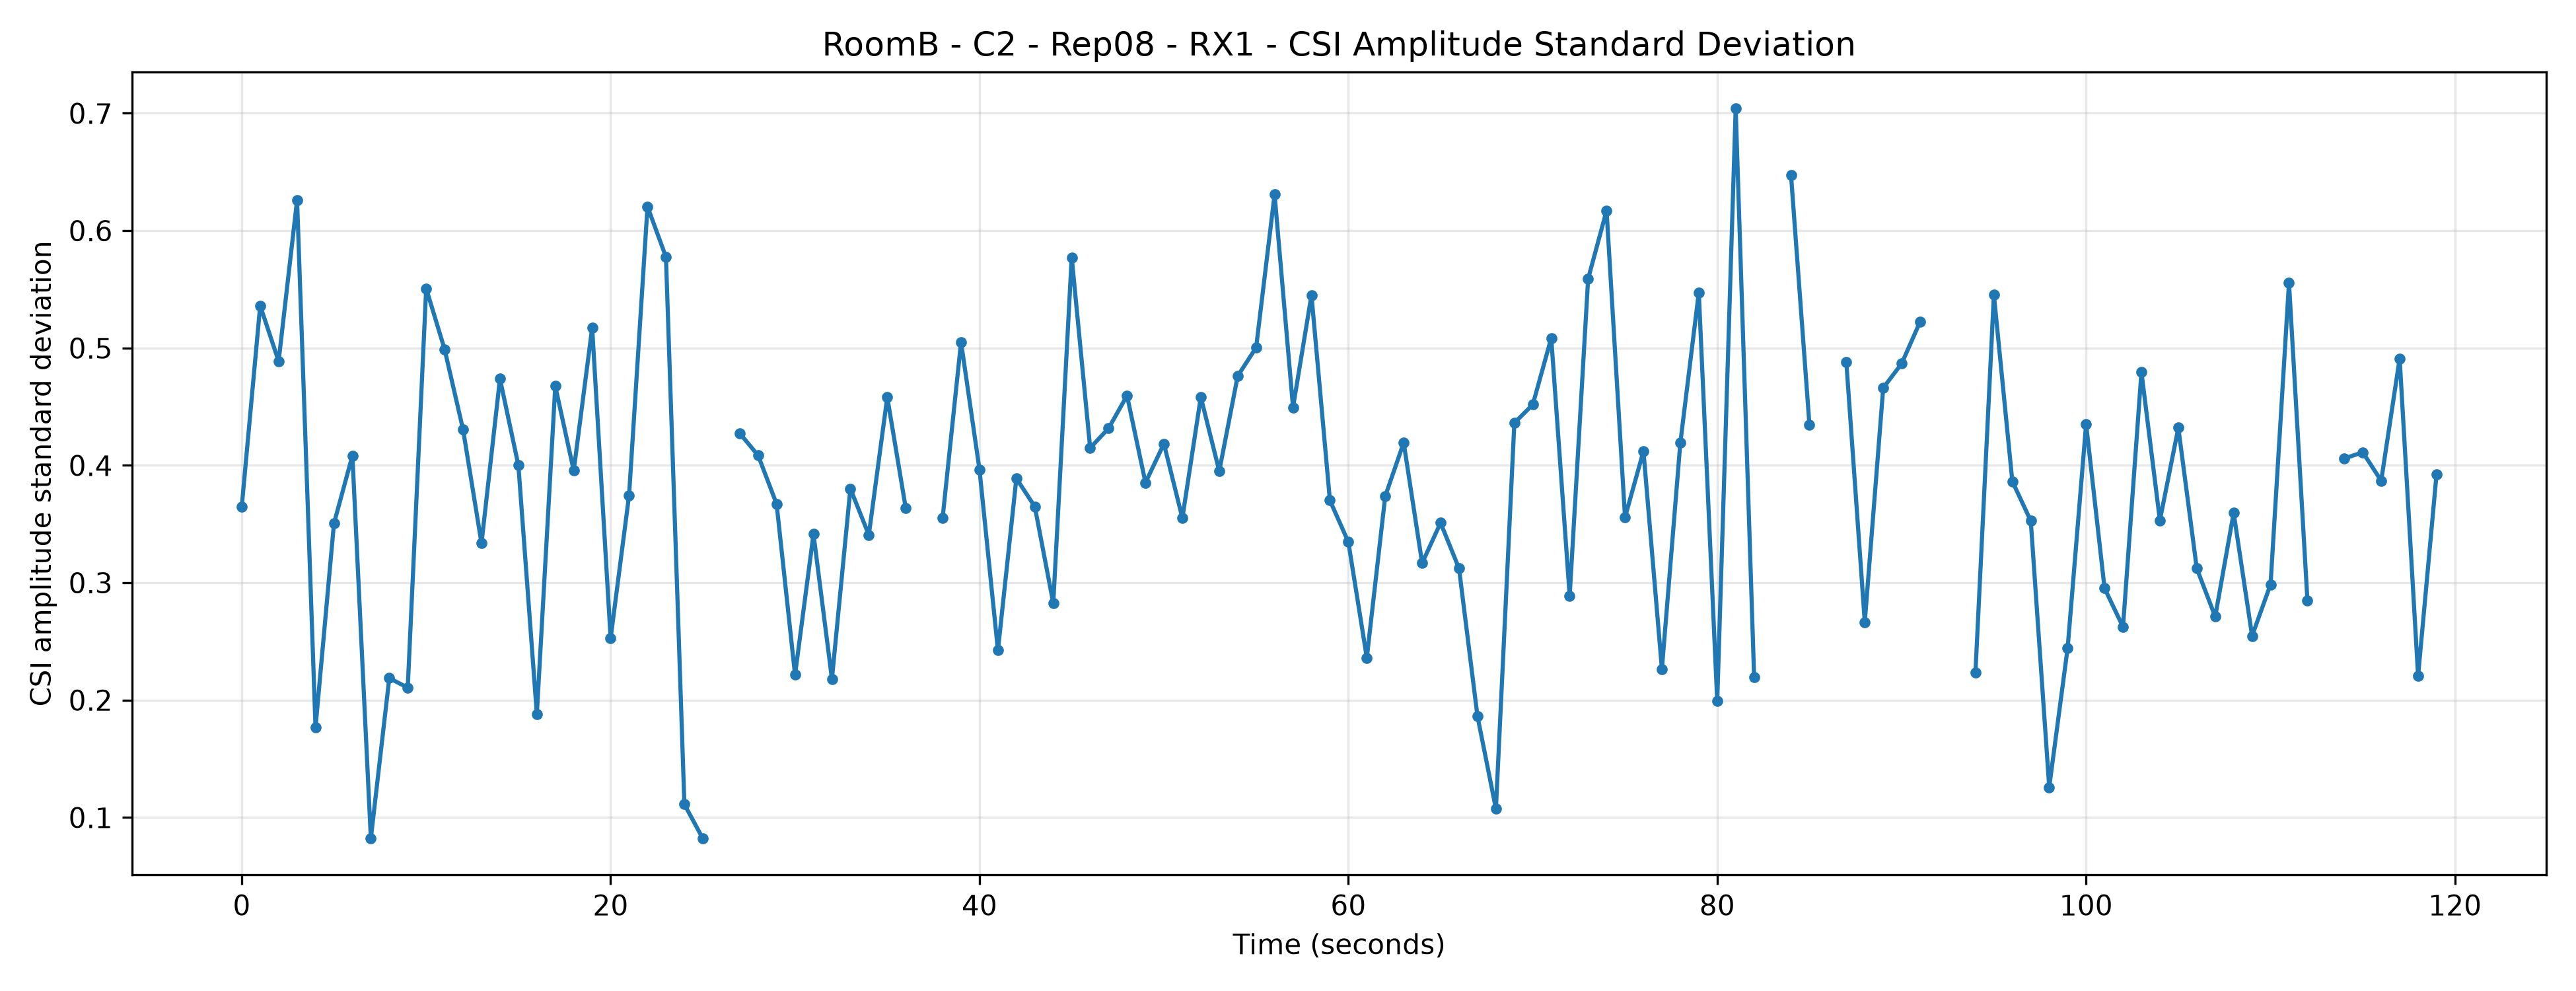 RoomB - C2 - Rep08 - RX1 - CSI Amplitude Standard Deviation
CSI amplitude standard deviation
0.7
0.6
0.5
0.4
0.3
0.2
0.1
0 20 40 60 80 100 120
Time (seconds)